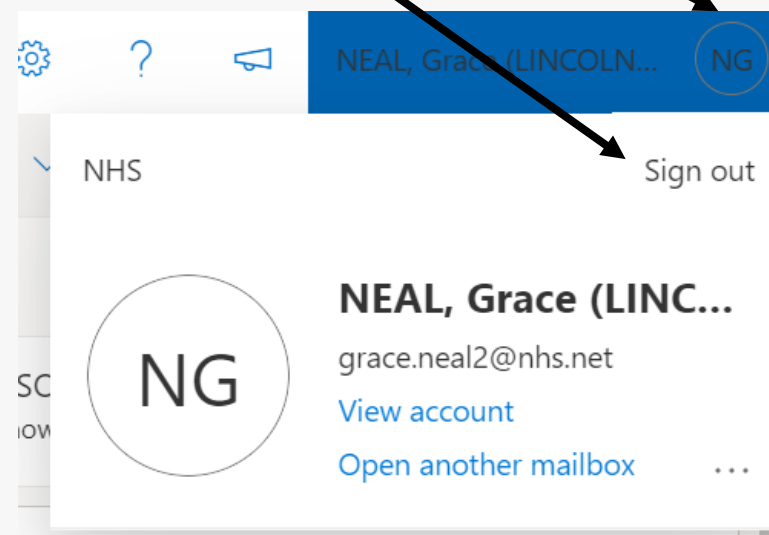 ? NEAL, Grace (LINCOLN... NG
NHS Sign out
NG
NEAL, Grace (LINC...
grace.neal2@nhs.net
View account
Open another mailbox ...